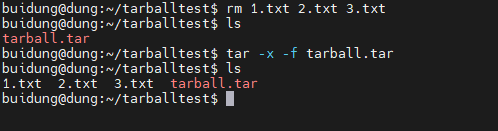 buidung@dung:~/tarballtest$ rm 1.txt 2.txt 3.txt
buidung@dung:~/tarballtest$ ls
tarball.tar
buidung@dung:~/tarballtest$ tar -x -f tarball.tar
buidung@dung:~/tarballtest$ ls
1.txt  2.txt  3.txt  tarball.tar
buidung@dung:~/tarballtest$